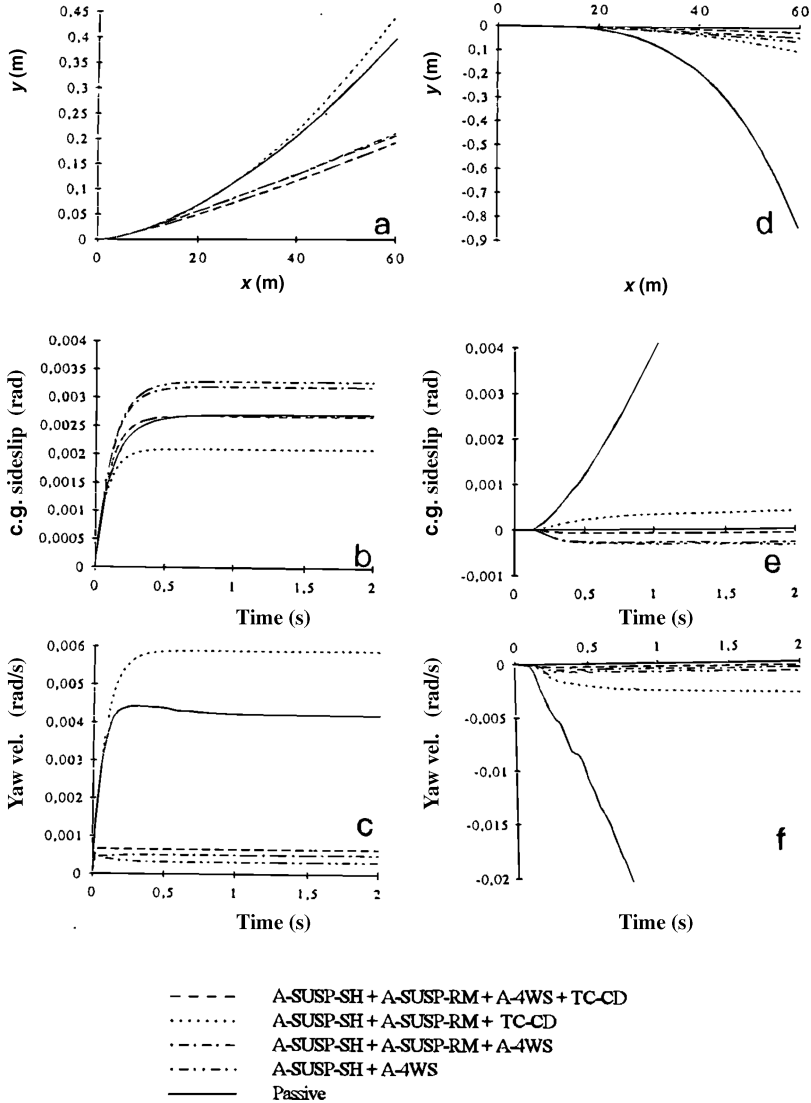 0,45
0,4
0,35
0,3
0,25
0,2
0,15
0,1
0,05
0
y (m)
0 20 40 60
x (m)
a
0 20 40 60
0
0,1
-0,2
-0,3
-0,4
-0,5
-0,6
-0,7
-0,8
-0,9
y (m)
x (m)
d
0,004
0,0035
0,003
0,0025
0,002
0,0015
0,001
0,0005
0
c.g. sideslip (rad)
0 0,5 1 1,5 2
Time (s)
b
0,004
0,003
0,002
0,001
0
-0,001
c.g. sideslip (rad)
0,5 1 1,5 2
Time (s)
e
0,006
0,005
0,004
0,003
0,002
0,001
0
Yaw vel. (rad/s)
0 0,5 1 1,5 2
Time (s)
c
0 0,5 1 1,5 2
0
-0,005
-0,01
-0,015
-0,02
Yaw vel. (rad/s)
Time (s)
f
A-SUSP-SH + A-SUSP-RM + A-4WS + TC-CD
A-SUSP-SH + A-SUSP-RM + TC-CD
A-SUSP-SH + A-SUSP-RM + A-4WS
A-SUSP-SH + A-4WS
Passive